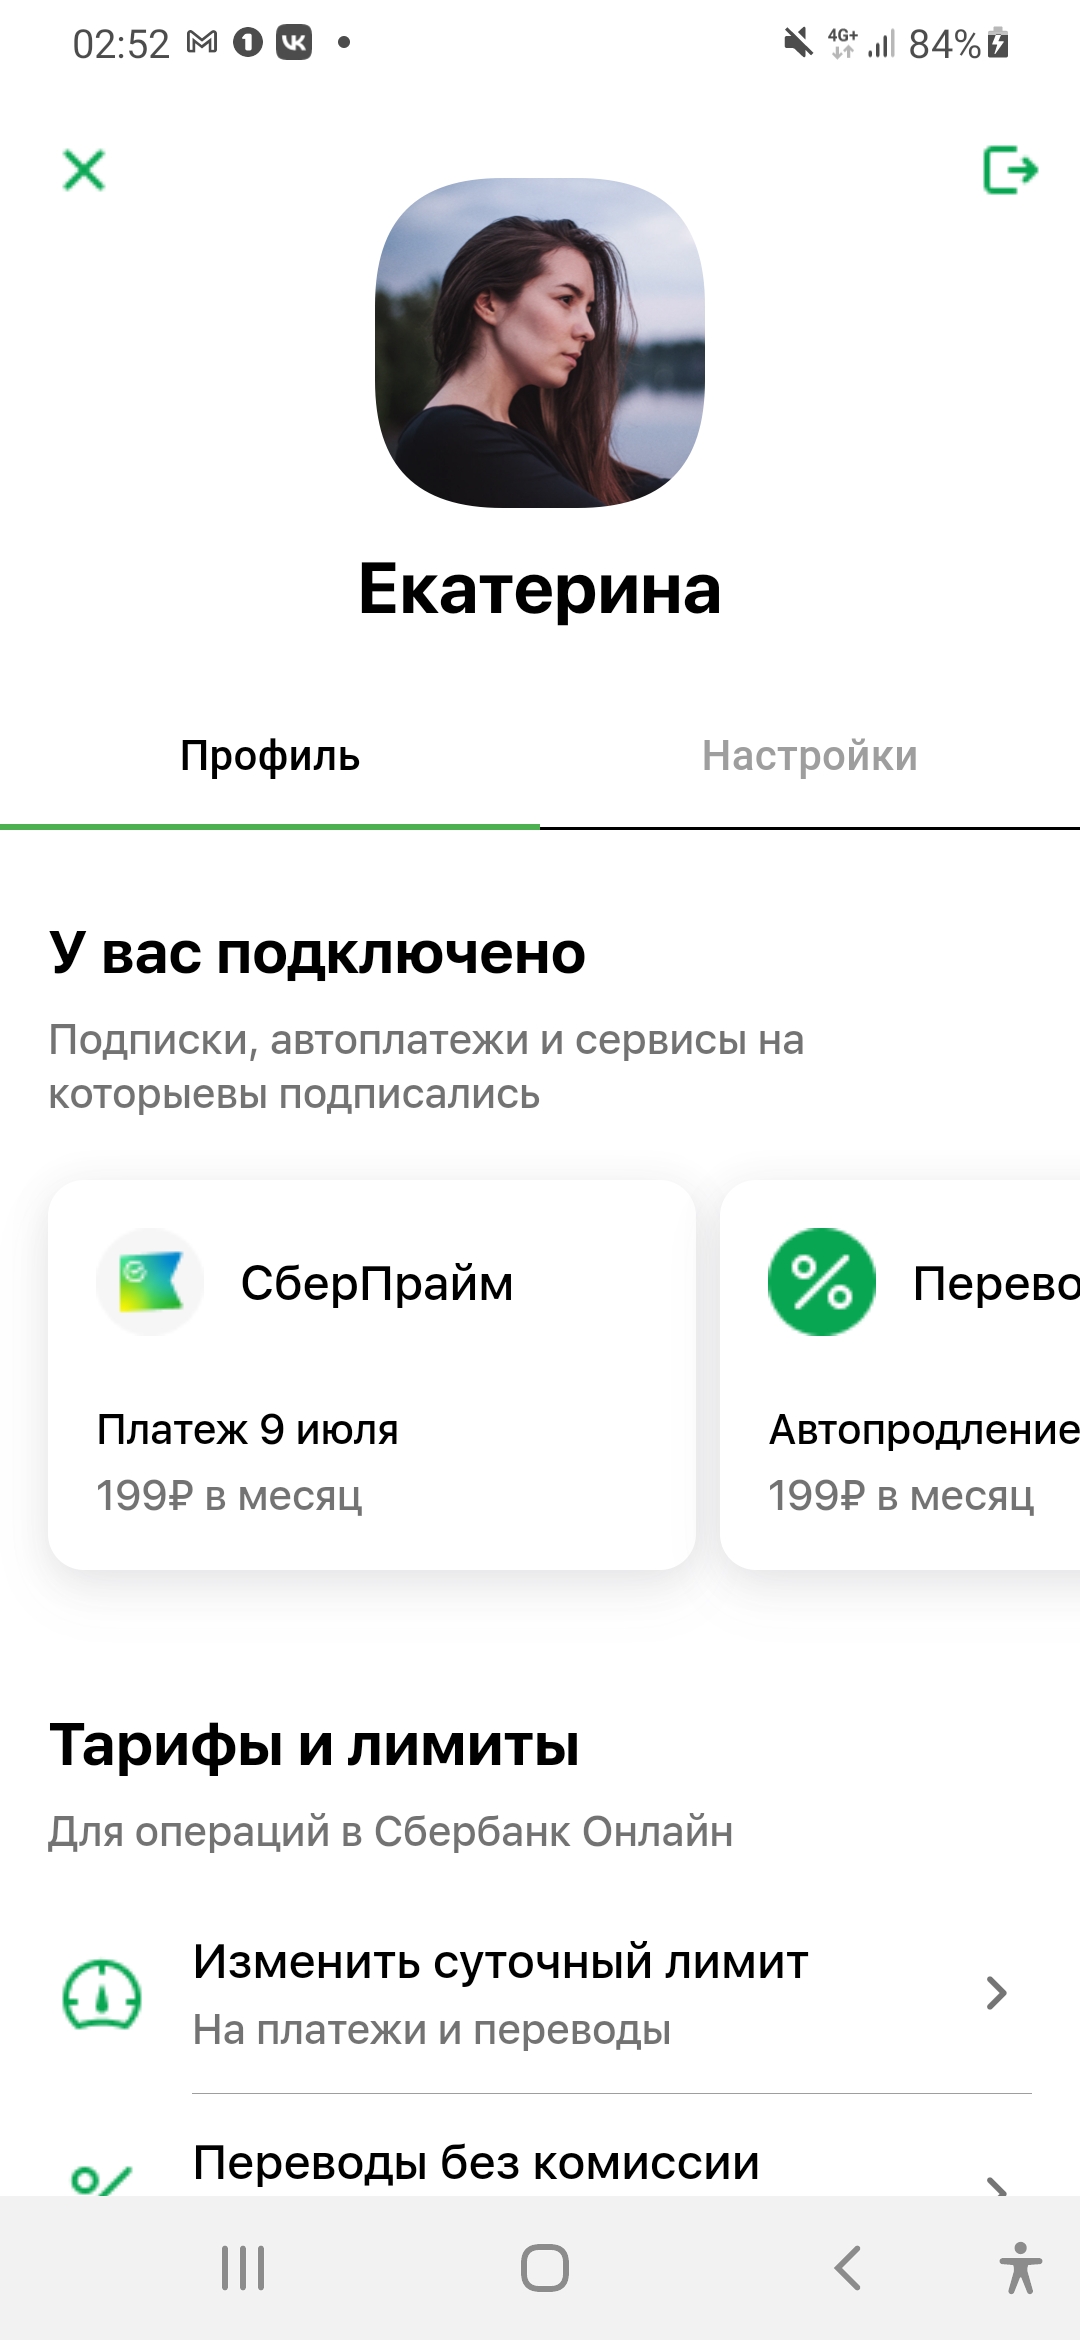 02:52
4G+
84%
Екатерина
Профиль
Настройки
У вас подключено
Подписки, автоплатежи и сервисы на
которыевы подписались
СберПрайм
Платеж 9 июля
199₽ в месяц
Перево
Автопродление
199₽ в месяц
Тарифы и лимиты
Для операций в Сбербанк Онлайн
Изменить суточный лимит
На платежи и переводы
Переводы без комиссии